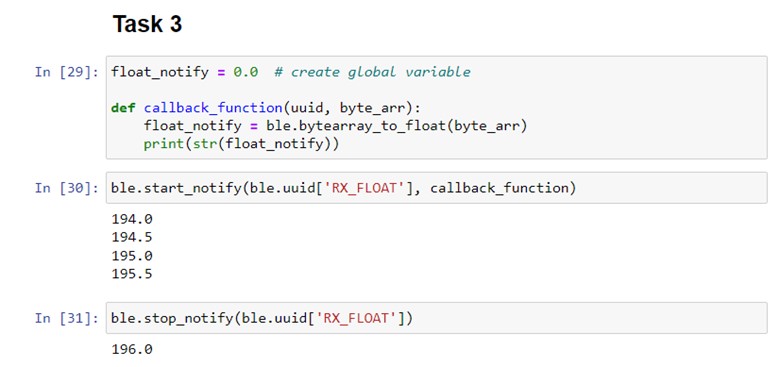 Task 3
In [29]: float_notify = 0.0  # create global variable
def callback_function(uuid, byte_arr):
    float_notify = ble.bytearray_to_float(byte_arr)
    print(str(float_notify))
In [30]: ble.start_notify(ble.uuid['RX_FLOAT'], callback_function)
194.0
194.5
195.0
195.5
In [31]: ble.stop_notify(ble.uuid['RX_FLOAT'])
196.0